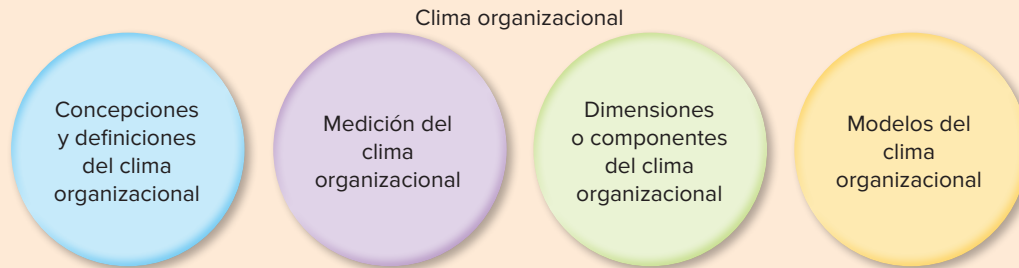 Clima organizacional
Concepciones
y definiciones
del clima
organizacional
Medición del
clima
organizacional
Dimensiones
o componentes
del clima
organizacional
Modelos del
clima
organizacional